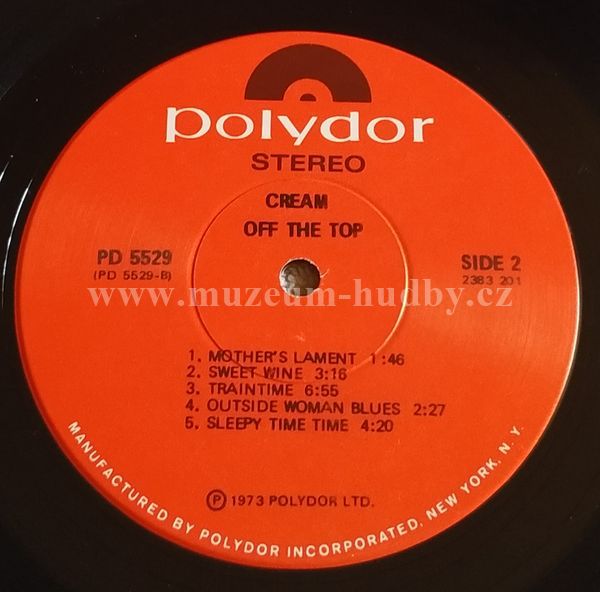 polydor
STEREO
CREAM
OFF THE TOP
PD 5529
(PD 5529-B)
SIDE 2
2383 201
www.muzeum-hudby.cz
1. MOTHER'S LAMENT 1:46
2. SWEET WINE 3:16
3. TRAINTIME 6:55
4. OUTSIDE WOMAN BLUES 2:27
5. SLEEPY TIME TIME 4:20
Ⓟ 1973 POLYDOR LTD.
MANUFACTURED BY POLYDOR INCORPORATED, NEW YORK, N. Y.